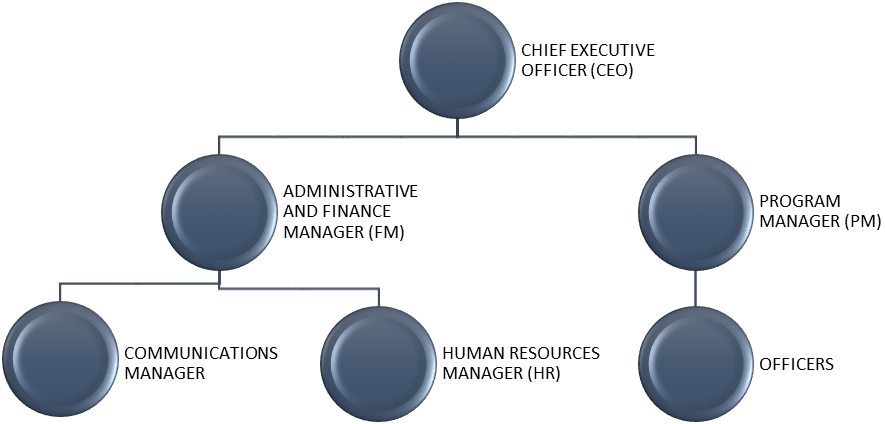 CHIEF EXECUTIVE
OFFICER (CEO)
ADMINISTRATIVE
AND FINANCE
MANAGER (FM)
PROGRAM
MANAGER (PM)
COMMUNICATIONS
MANAGER
HUMAN RESOURCES
MANAGER (HR)
OFFICERS